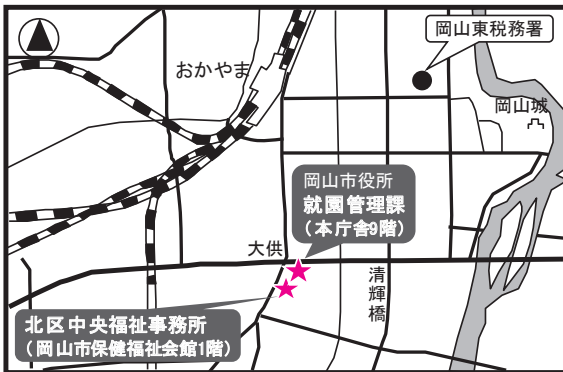 岡山東税務署
おかやま
岡山城
岡山市役所
就園管理課
（本庁舎9階）
大供
清輝橋
北区中央福祉事務所
（岡山市保健福祉会館1階）